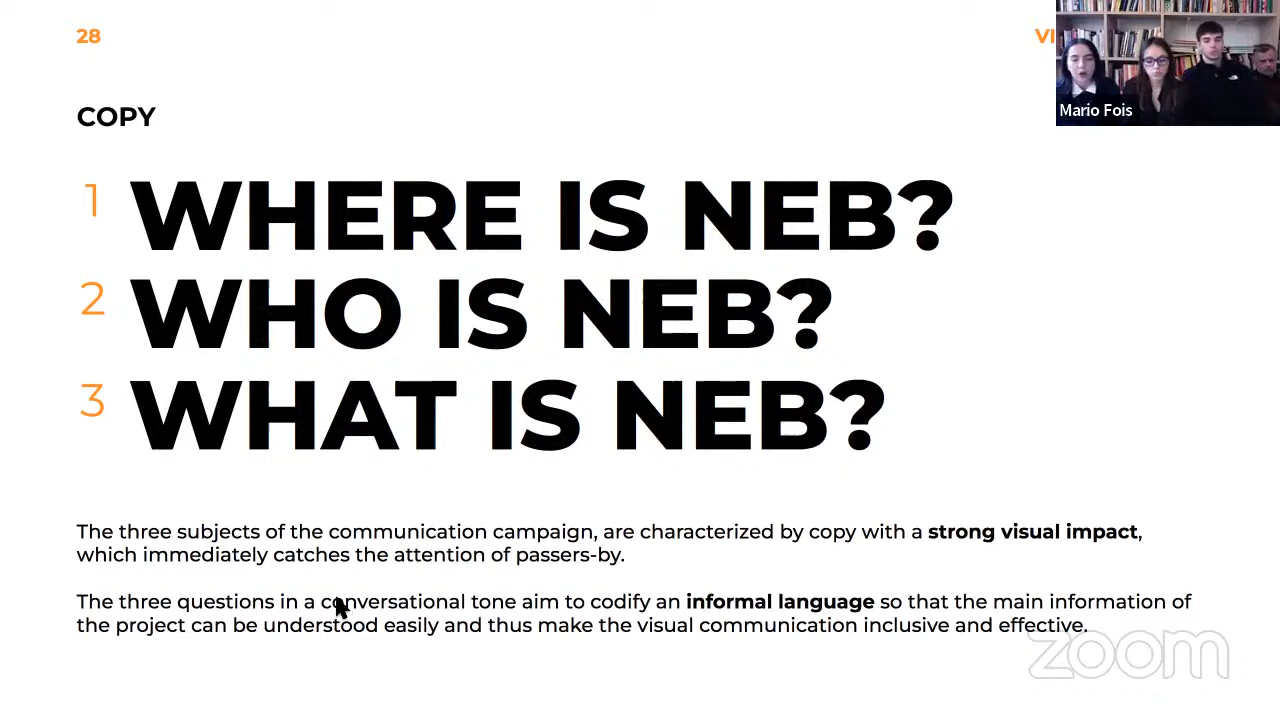 28
VI
COPY
Mario Fois
1 WHERE IS NEB?
2 WHO IS NEB?
3 WHAT IS NEB?
The three subjects of the communication campaign, are characterized by copy with a strong visual impact,
which immediately catches the attention of passers-by.
The three questions in a conversational tone aim to codify an informal language so that the main information of
the project can be understood easily and thus make the visual communication inclusive and effective.
zoom